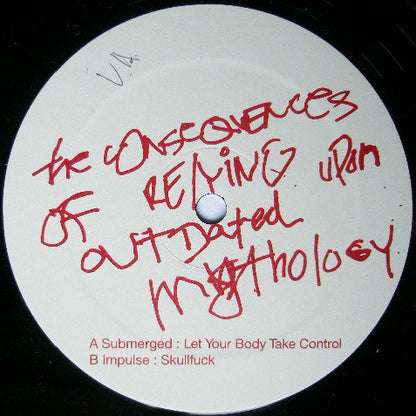 V.A.
THE CONSEQUENCES
OF RELYING UPON
OUTDATED
MYTHOLOGY
A Submerged : Let Your Body Take Control
B Impulse : Skullfuck